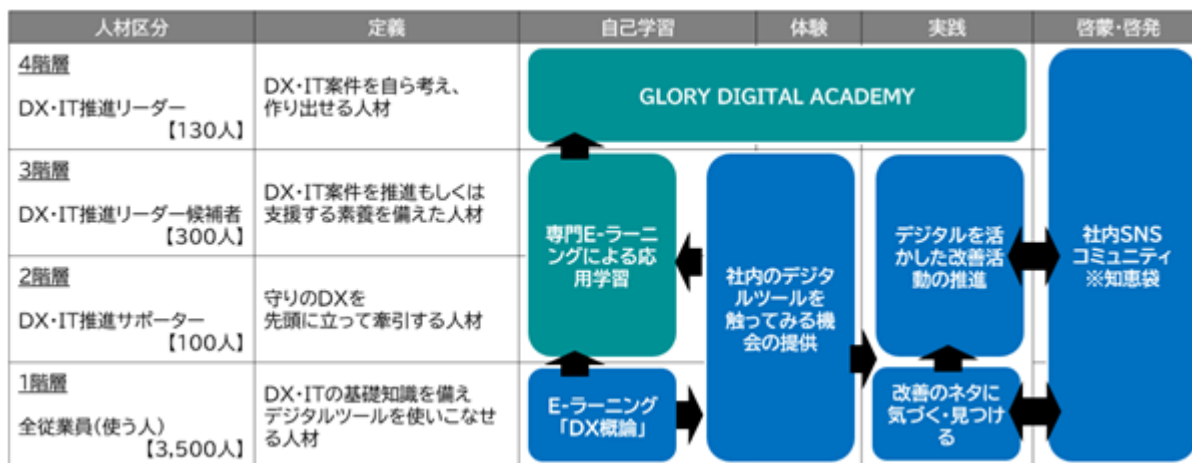 人材区分
定義
自己学習
体験
実践
啓蒙・啓発
4階層
DX・IT推進リーダー
【130人】
DX・IT案件を自ら考え、
作り出せる人材
GLORY DIGITAL ACADEMY
3階層
DX・IT推進リーダー候補者
【300人】
DX・IT案件を推進もしくは
支援する素養を備えた人材
2階層
DX・IT推進サポーター
【100人】
守りのDXを
先頭に立って牽引する人材
専門E-ラーニ
ングによる応
用学習
社内のデジタ
ルツールを
触ってみる機
会の提供
デジタルを活
かした改善活
動の推進
社内SNS
コミュニティ
※知恵袋
1階層
全従業員(使う人)
【3,500人】
DX・ITの基礎知識を備え
デジタルツールを使いこなせ
る人材
E-ラーニング
「DX概論」
改善のネタに
気づく・見つけ
る